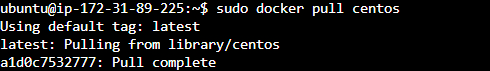 ubuntu@ip-172-31-89-225:~$ sudo docker pull centos
Using default tag: latest
latest: Pulling from library/centos
a1d0c7532777: Pull complete